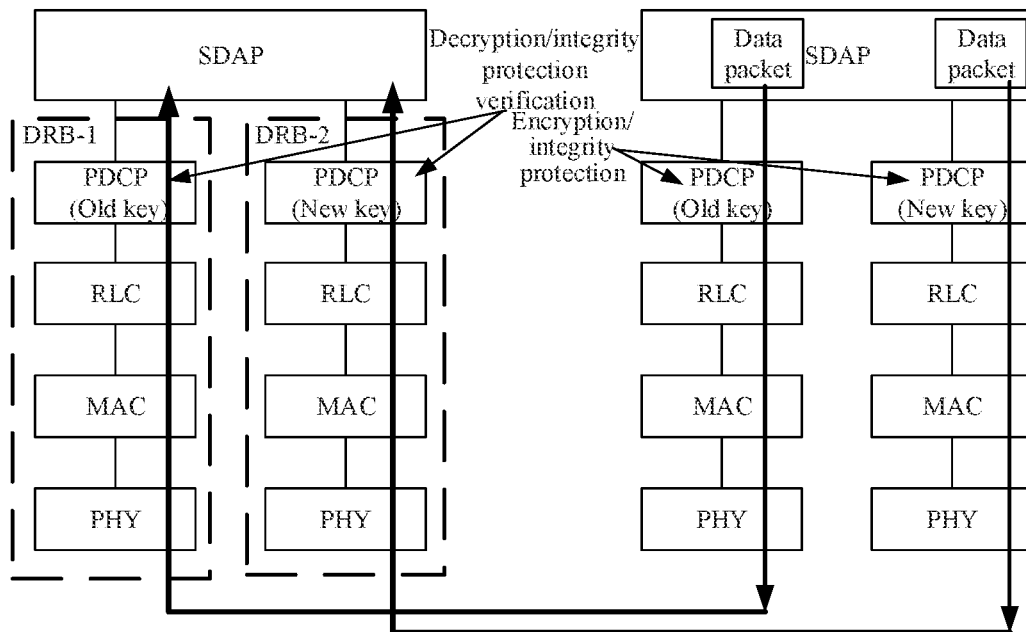 SDAP
Decryption/integrity
protection
verification
Data
packet
SDAP
Data
packet
DRB-1
DRB-2
Encryption/
integrity
protection
PDCP
(Old key)
PDCP
(New key)
PDCP
(Old key)
PDCP
(New key)
RLC
RLC
RLC
RLC
MAC
MAC
MAC
MAC
PHY
PHY
PHY
PHY